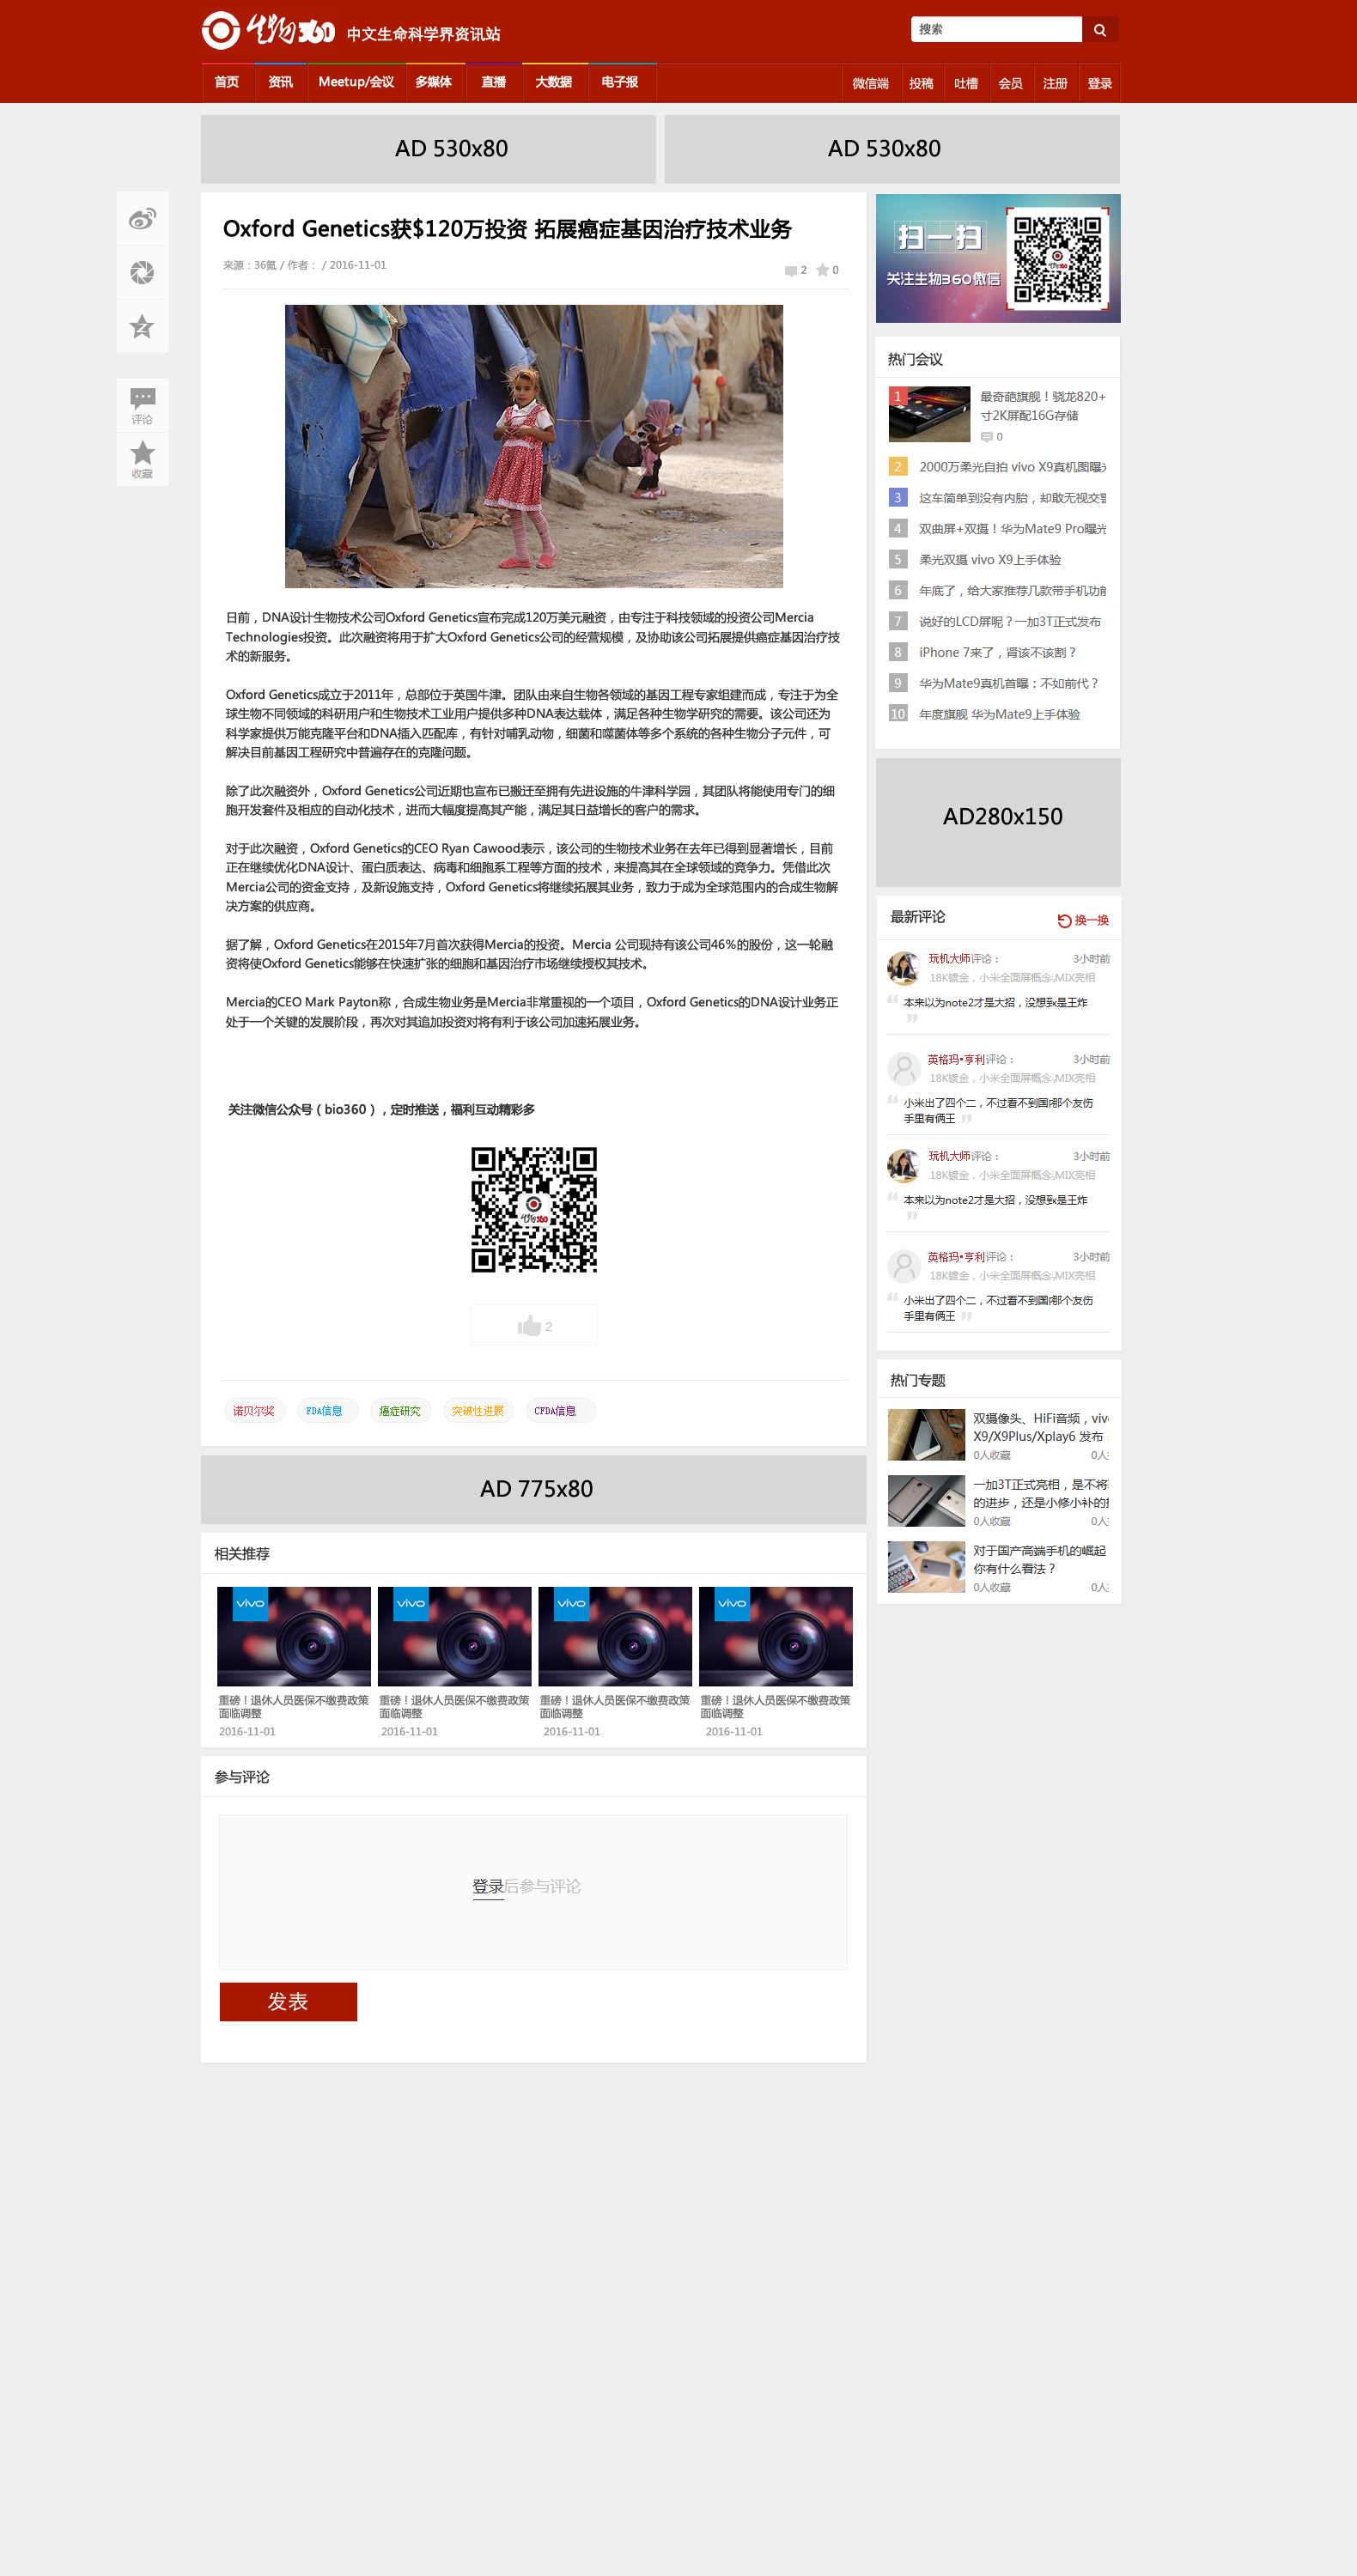 生物360 中文生命科学界资讯站
搜索
首页 资讯 Meetup/会议 多媒体 直播 大数据 电子报
微信端 投稿 吐槽 会员 注册 登录
AD 530x80
AD 530x80
评论
收藏
Oxford Genetics获$120万投资 拓展癌症基因治疗技术业务
来源：36氪 / 作者： / 2016-11-01
2 0
日前，DNA设计生物技术公司Oxford Genetics宣布完成120万美元融资，由专注于科技领域的投资公司Mercia
Technologies投资。此次融资将用于扩大Oxford Genetics公司的经营规模，及协助该公司拓展提供癌症基因治疗技
术的新服务。
Oxford Genetics成立于2011年，总部位于英国牛津。团队由来自生物各领域的基因工程专家组建而成，专注于为全
球生物不同领域的科研用户和生物技术工业用户提供多种DNA表达载体，满足各种生物学研究的需要。该公司还为
科学家提供万能克隆平台和DNA插入匹配库，有针对哺乳动物，细菌和噬菌体等多个系统的各种生物分子元件，可
解决目前基因工程研究中普遍存在的克隆问题。
除了此次融资外，Oxford Genetics公司近期也宣布已搬迁至拥有先进设施的牛津科学园，其团队将能使用专门的细
胞开发套件及相应的自动化技术，进而大幅度提高其产能，满足其日益增长的客户的需求。
对于此次融资，Oxford Genetics的CEO Ryan Cawood表示，该公司的生物技术业务在去年已得到显著增长，目前
正在继续优化DNA设计、蛋白质表达、病毒和细胞系工程等方面的技术，来提高其在全球领域的竞争力。凭借此次
Mercia公司的资金支持，及新设施支持，Oxford Genetics将继续拓展其业务，致力于成为全球范围内的合成生物解
决方案的供应商。
据了解，Oxford Genetics在2015年7月首次获得Mercia的投资。Mercia 公司现持有该公司46%的股份，这一轮融
资将使Oxford Genetics能够在快速扩张的细胞和基因治疗市场继续授权其技术。
Mercia的CEO Mark Payton称，合成生物业务是Mercia非常重视的一个项目，Oxford Genetics的DNA设计业务正
处于一个关键的发展阶段，再次对其追加投资对将有利于该公司加速拓展业务。
关注微信公众号（bio360），定时推送，福利互动精彩多
生物360
2
诺贝尔奖 FDA信息 癌症研究 突破性进展 CFDA信息
AD 775x80
相关推荐
vivo vivo vivo vivo
重磅！退休人员医保不缴费政策 重磅！退休人员医保不缴费政策 重磅！退休人员医保不缴费政策 重磅！退休人员医保不缴费政策
面临调整 面临调整 面临调整 面临调整
2016-11-01 2016-11-01 2016-11-01 2016-11-01
参与评论
登录后参与评论
发表
扫一扫
关注生物360微信
热门会议
1 最奇葩旗舰！骁龙820+
寸2K屏配16G存储
0
2 2000万柔光自拍 vivo X9真机图曝
3 这车简单到没有内胎，却敢无视交警
4 双曲屏+双摄！华为Mate9 Pro曝光
5 柔光双摄 vivo X9上手体验
6 年底了，给大家推荐几款带手机功能
7 说好的LCD屏呢？一加3T正式发布
8 iPhone 7来了，肾该不该割？
9 华为Mate9真机首曝：不如前代？
10 年度旗舰 华为Mate9上手体验
AD280x150
最新评论 换一换
玩机大师评论： 3小时前
18K镀金，小米全面屏概念MIX亮相
“ 本来以为note2才是大招，没想到是王炸
”
英格玛•亨利评论： 3小时前
18K镀金，小米全面屏概念MIX亮相
“ 小米出了四个二，不过看不到国那个友伤
手里有俩王 ”
玩机大师评论： 3小时前
18K镀金，小米全面屏概念MIX亮相
“ 本来以为note2才是大招，没想到是王炸
”
英格玛•亨利评论： 3小时前
18K镀金，小米全面屏概念MIX亮相
“ 小米出了四个二，不过看不到国那个友伤
手里有俩王 ”
热门专题
双摄像头、HiFi音频，vivo
X9/X9Plus/Xplay6 发布
0人收藏 0人
一加3T正式亮相，是不将
的进步，还是小修小补的
0人收藏 0人
对于国产高端手机的崛起
你有什么看法？
0人收藏 0人